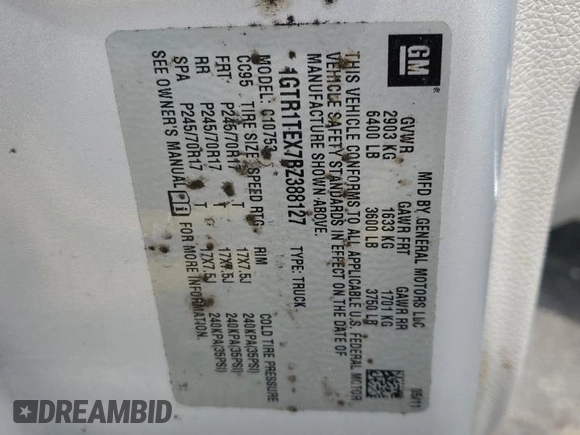 GM
MFD BY GENERAL MOTORS LLC
05/11
GVWR GAWR FRT GAWR RR
2903 KG 1633 KG 1701 KG
6400 LB 3600 LB 3750 LB
THIS VEHICLE CONFORMS TO ALL APPLICABLE U.S. FEDERAL MOTOR
VEHICLE SAFETY STANDARDS IN EFFECT ON THE DATE OF
MANUFACTURE SHOWN ABOVE.
1GTR1TEX7BZ388127 TYPE: TRUCK
MODEL: C10753
CC95 TIRE SIZE SPEED RTG RIM COLD TIRE PRESSURE
FRT P245/70R17 T 17X7.5J 240KPA(35PSI)
RR P245/70R17 T 17X7.5J 240KPA(35PSI)
SPA P245/70R17 T 17X7.5J 240KPA(35PSI)
SEE OWNER'S MANUAL FOR MORE INFORMATION.
DREAMBID